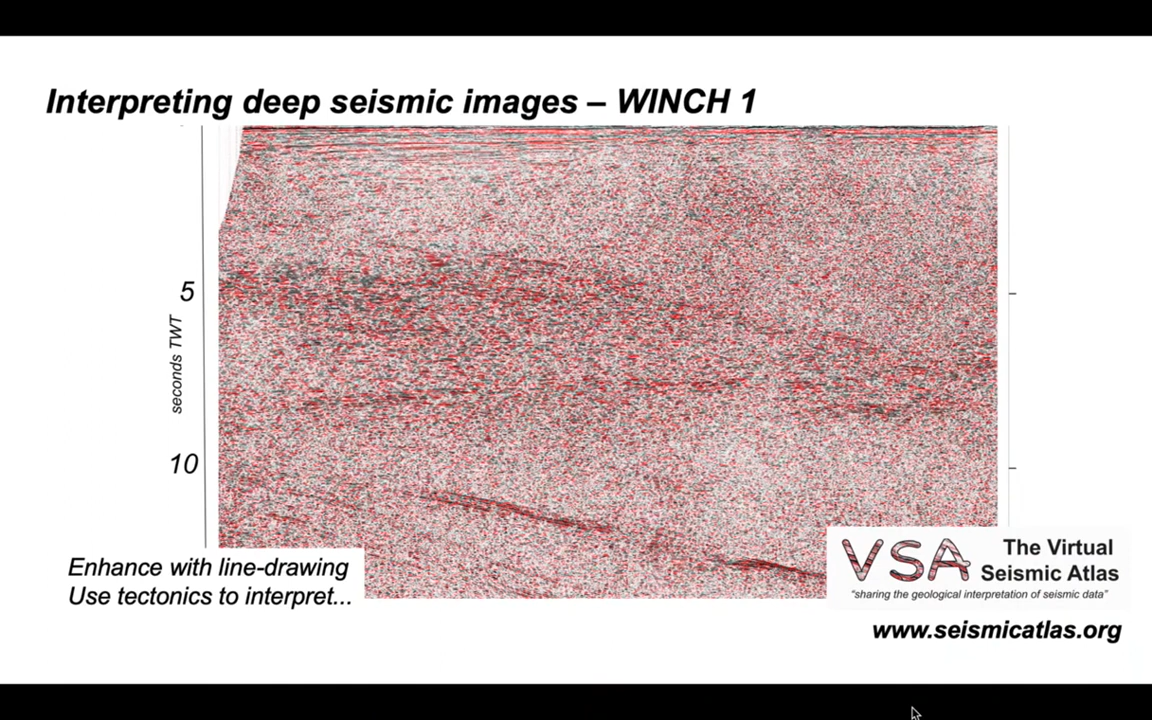 Interpreting deep seismic images – WINCH 1
5
seconds TWT
10
Enhance with line-drawing
Use tectonics to interpret...
VSA
The Virtual
Seismic Atlas
"sharing the geological interpretation of seismic data"
www.seismicatlas.org